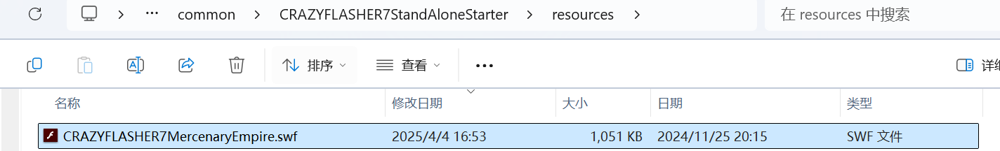 ··· common CRAZYFLASHER7StandAloneStarter resources 在 resources 中搜索
排序 查看 ··· 详细
名称 修改日期 大小 日期 类型
CRAZYFLASHER7MercenaryEmpire.swf 2025/4/4 16:53 1,051 KB 2024/11/25 20:15 SWF 文件